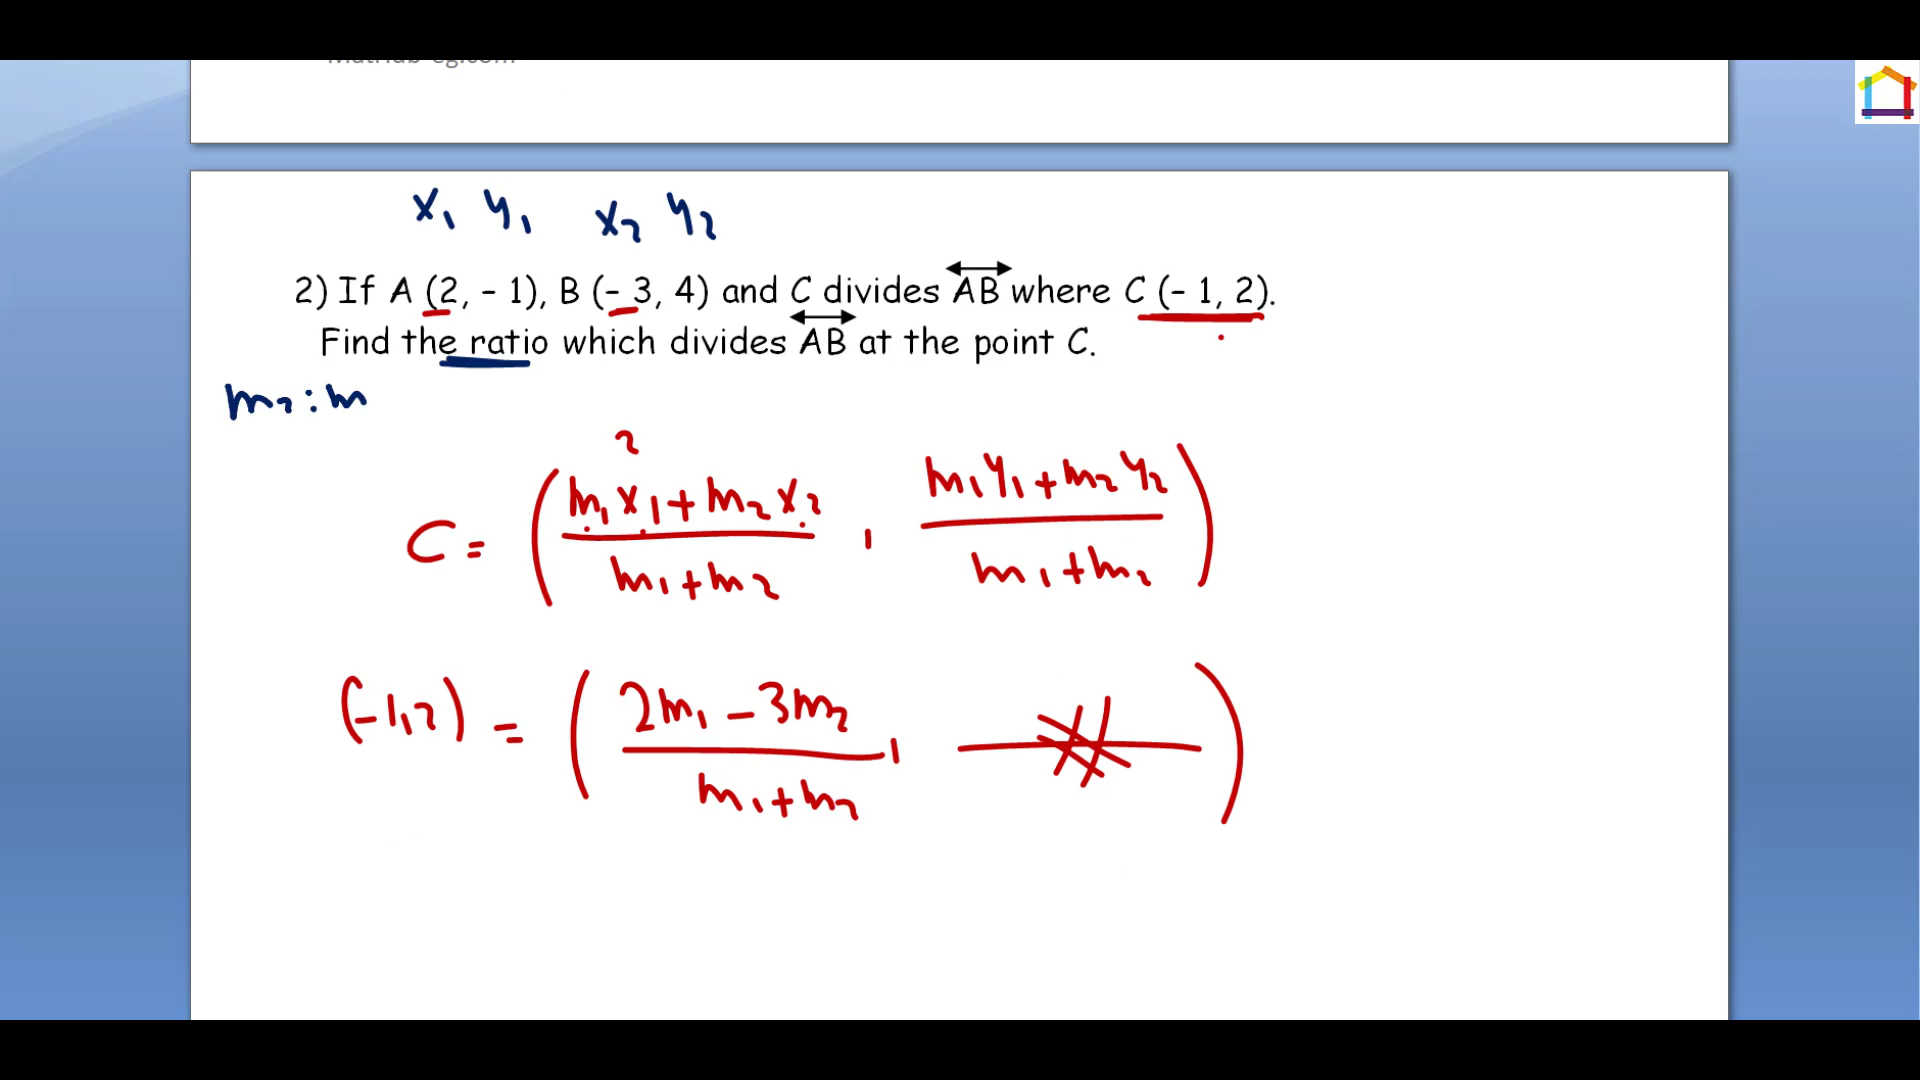 x₁ y₁ x₂ y₂
2) If A (2, - 1), B (- 3, 4) and C divides AB where C (- 1, 2).
Find the ratio which divides AB at the point C.
m₂ : m
2
C = ( m₁x₁ + m₂x₂ / m₁ + m₂ , m₁y₁ + m₂y₂ / m₁ + m₂ )
(-1,2) = ( 2m₁ - 3m₂ / m₁ + m₂ , )